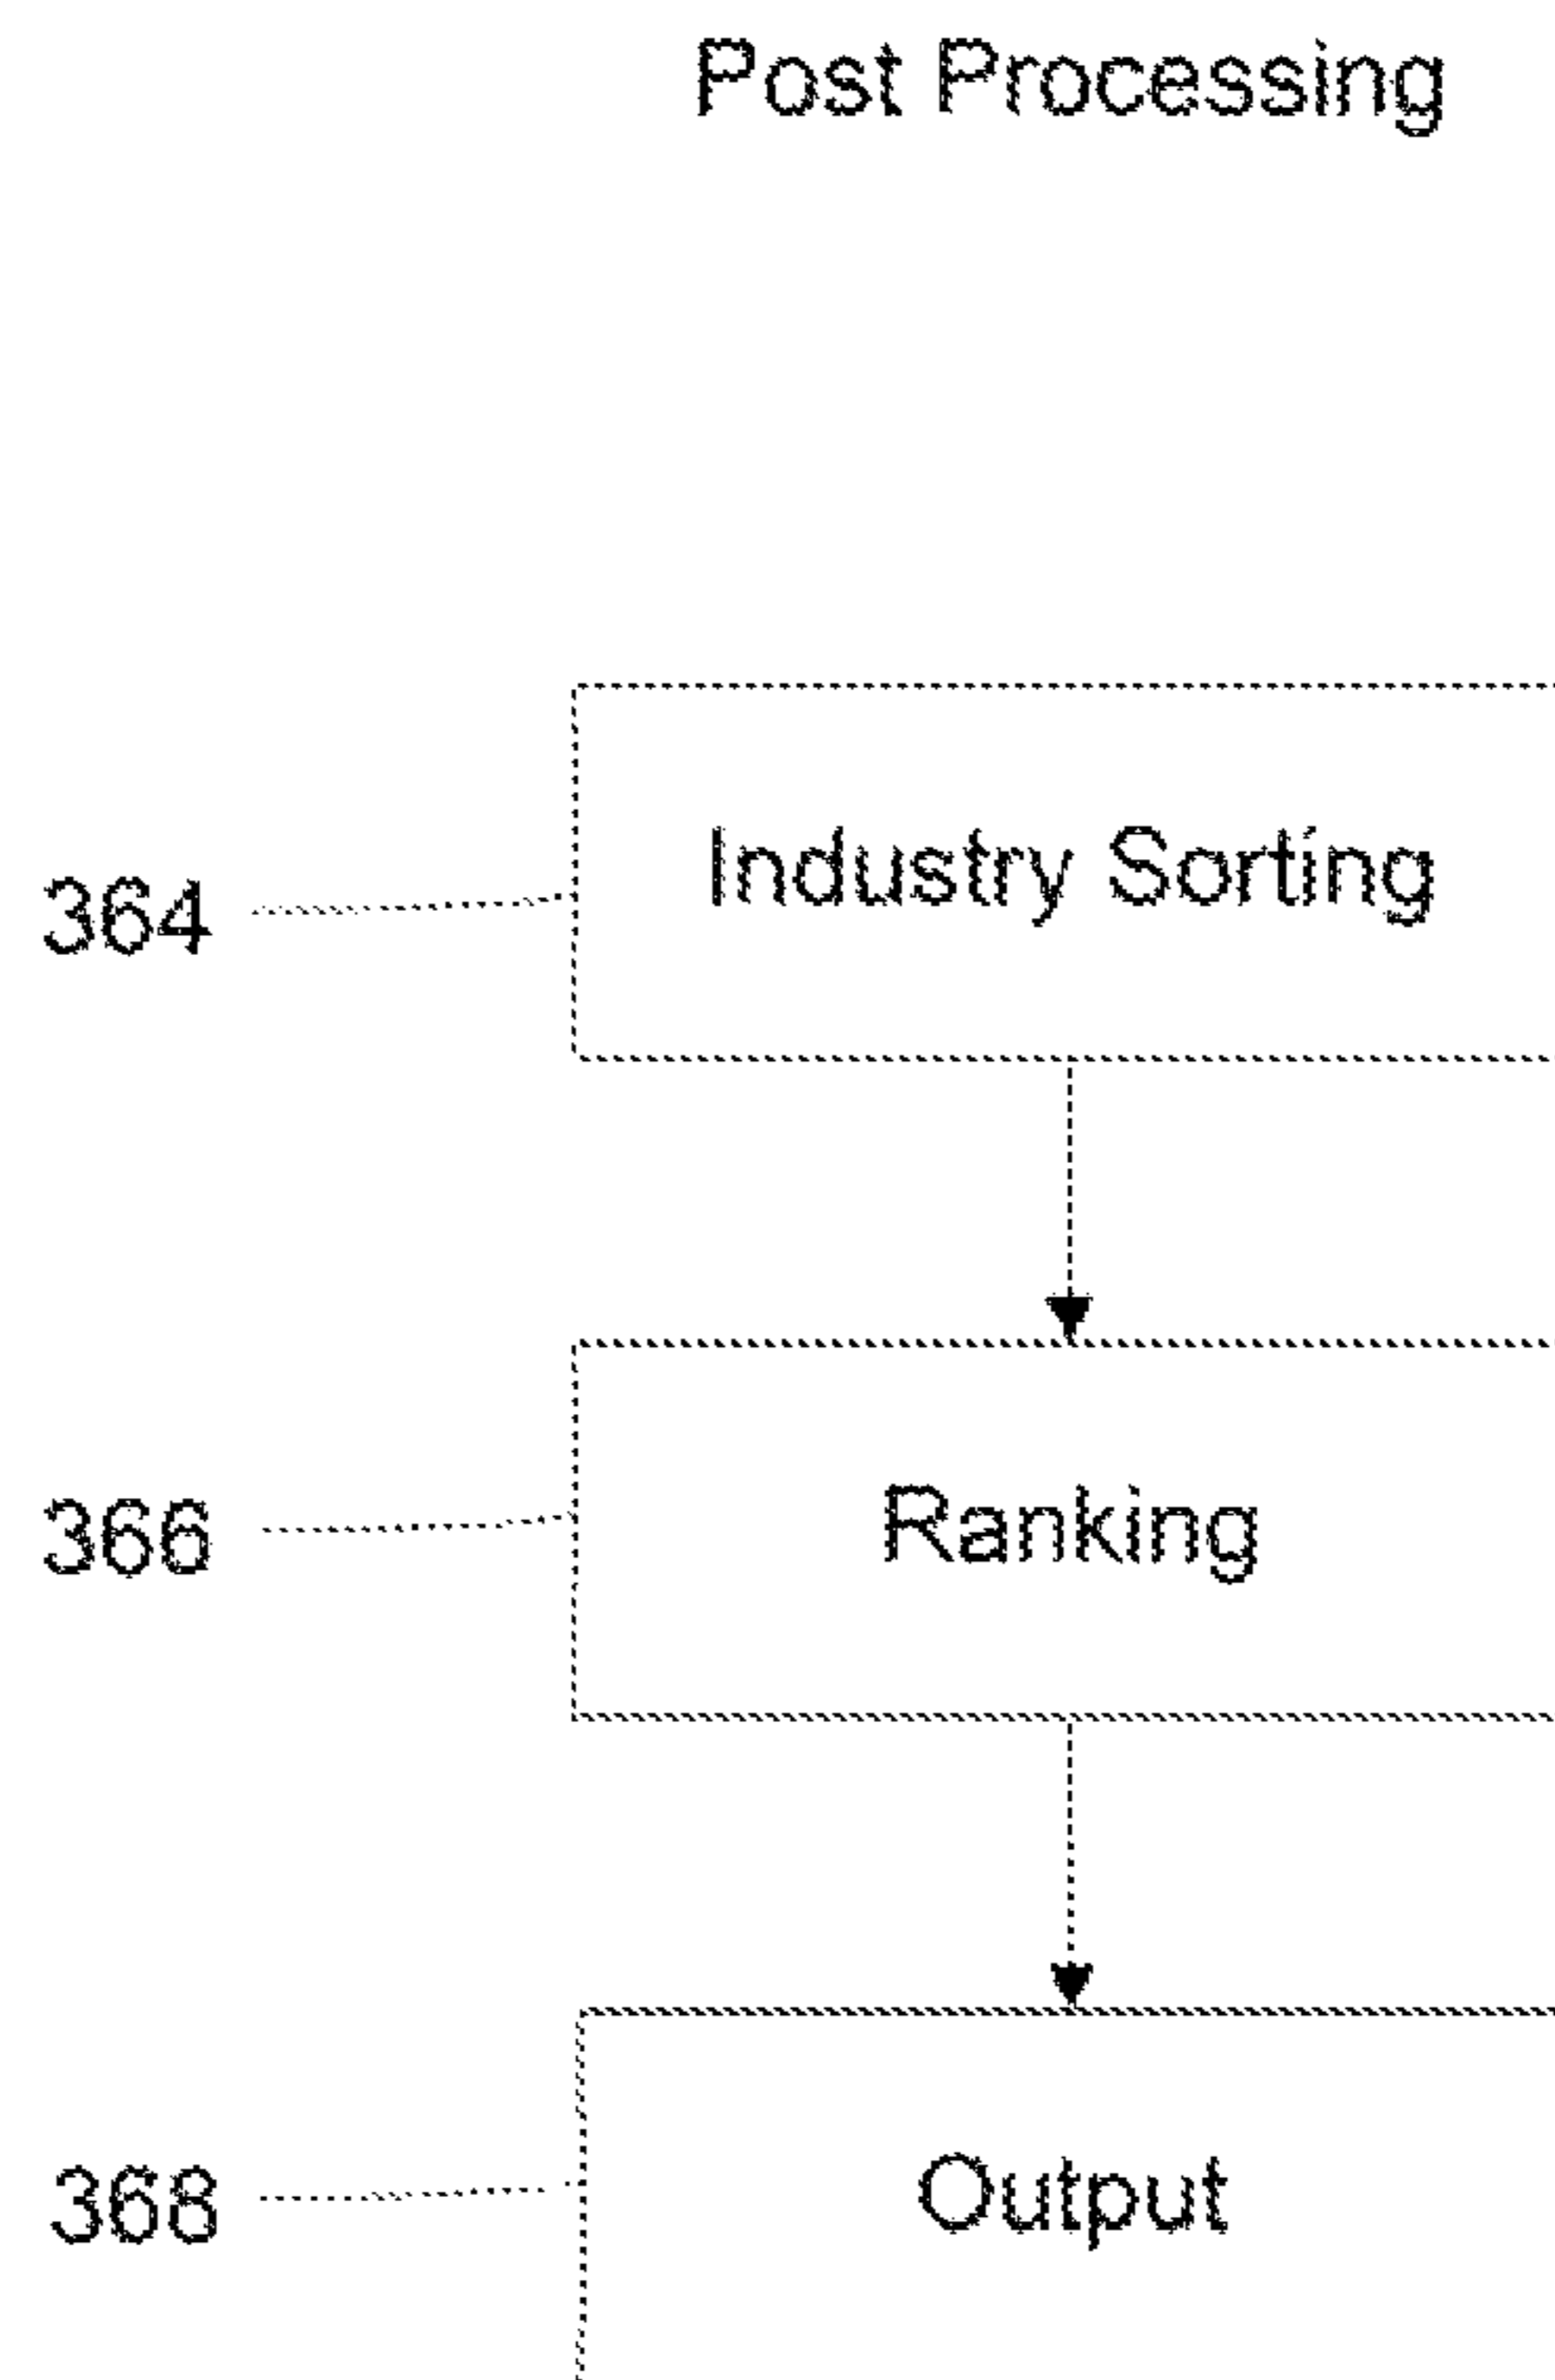 Post Processing
Industry Sorting
364
Ranking
366
Output
368